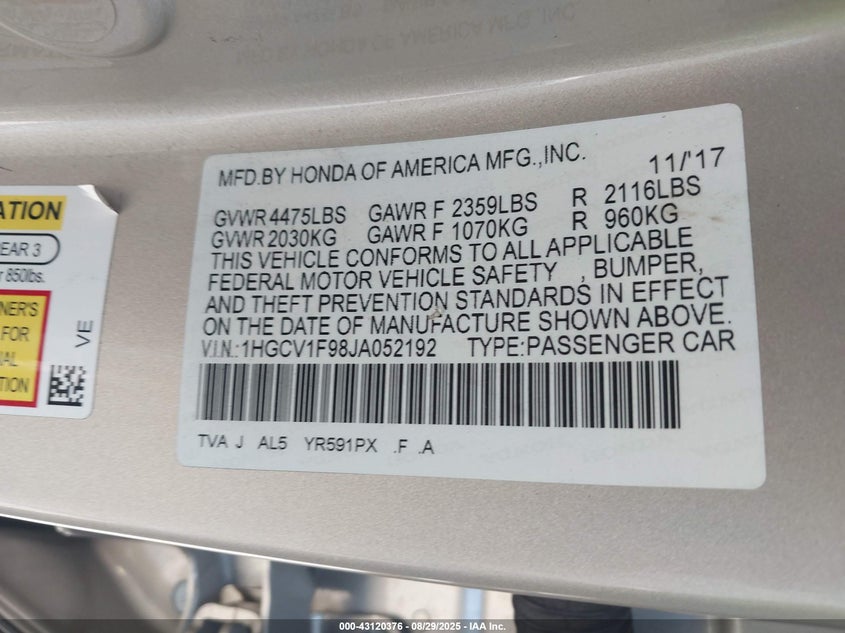 MFD.BY HONDA OF AMERICA MFG.,INC. 11/'17
GVWR 4475LBS GAWR F 2359LBS R 2116LBS
GVWR 2030KG GAWR F 1070KG R 960KG
THIS VEHICLE CONFORMS TO ALL APPLICABLE
FEDERAL MOTOR VEHICLE SAFETY , BUMPER,
AND THEFT PREVENTION STANDARDS IN EFFECT
ON THE DATE OF MANUFACTURE SHOWN ABOVE.
V.I.N.:1HGCV1F98JA052192 TYPE:PASSENGER CAR
TVA J AL5 YR591PX .F .A
EAR 3
850lbs.
FOR
VE
000-43120376 - 08/29/2025 - IAA Inc.